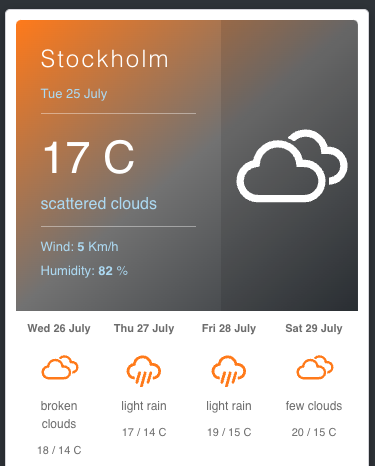 Stockholm
Tue 25 July
17 C
scattered clouds
Wind: 5 Km/h
Humidity: 82 %
Wed 26 July Thu 27 July Fri 28 July Sat 29 July
broken clouds light rain light rain few clouds
18 / 14 C 17 / 14 C 19 / 15 C 20 / 15 C